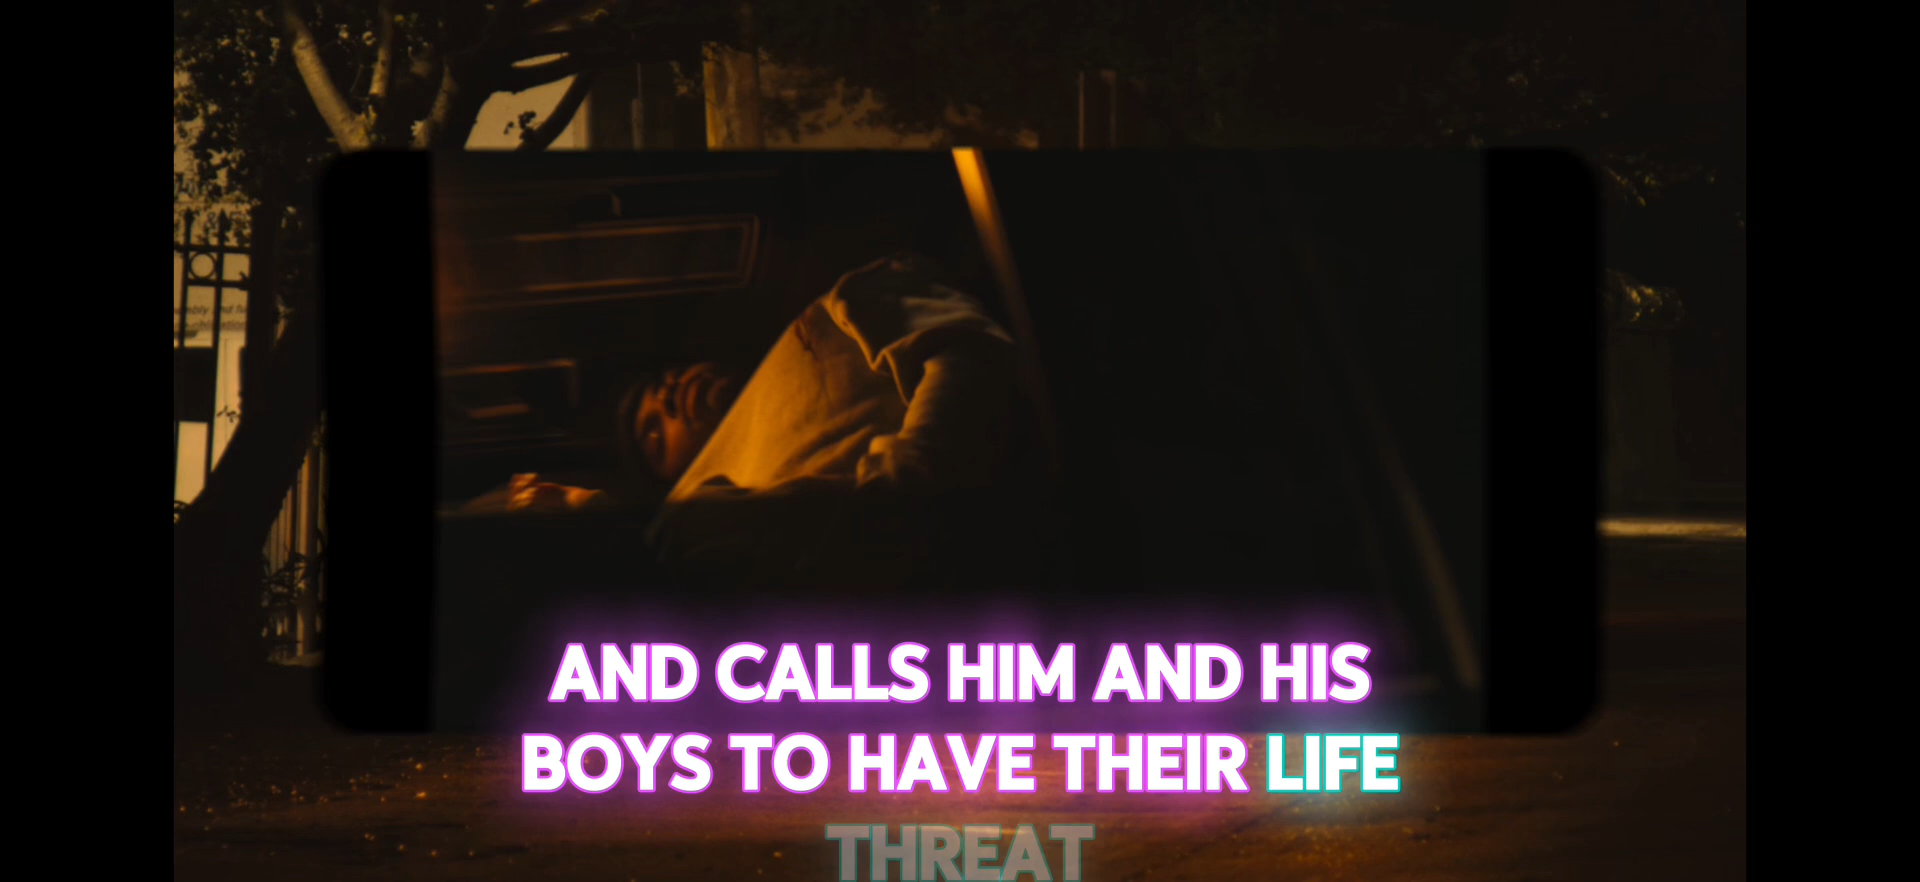 AND CALLS HIM AND HIS
BOYS TO HAVE THEIR LIFE
THREAT